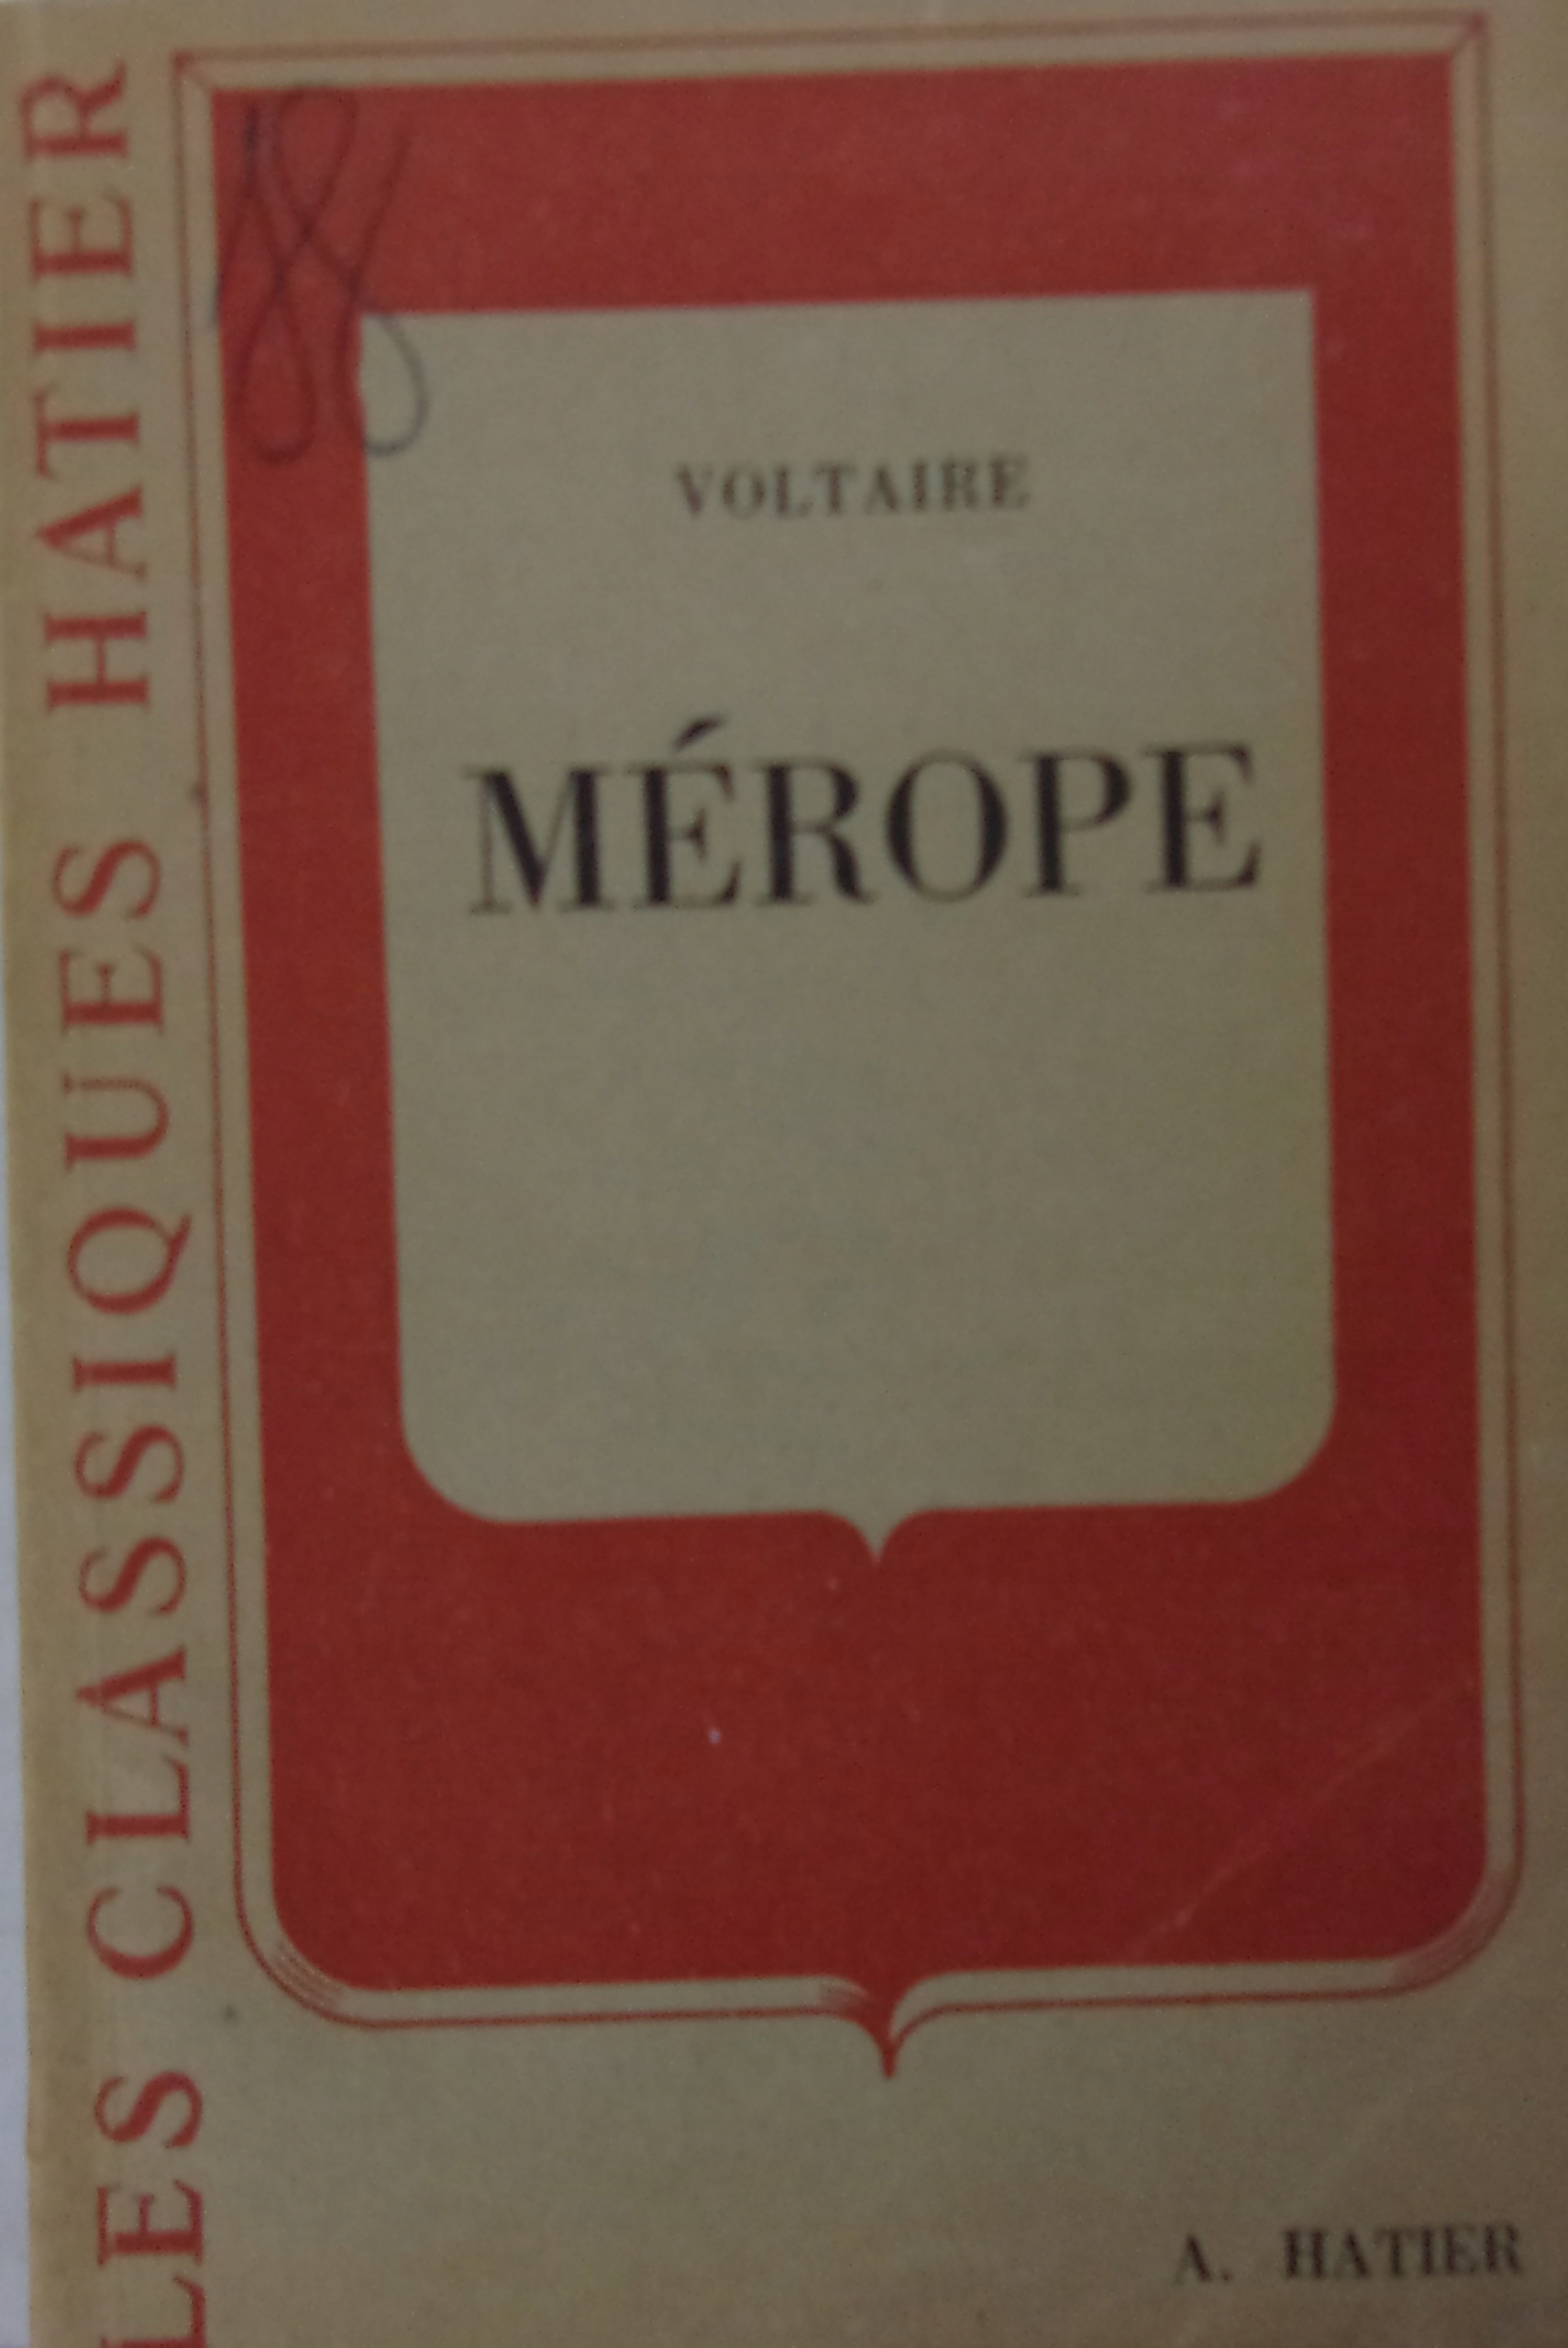 LES CLASSIQUES HATIER
VOLTAIRE
MÉROPE
A. HATIER